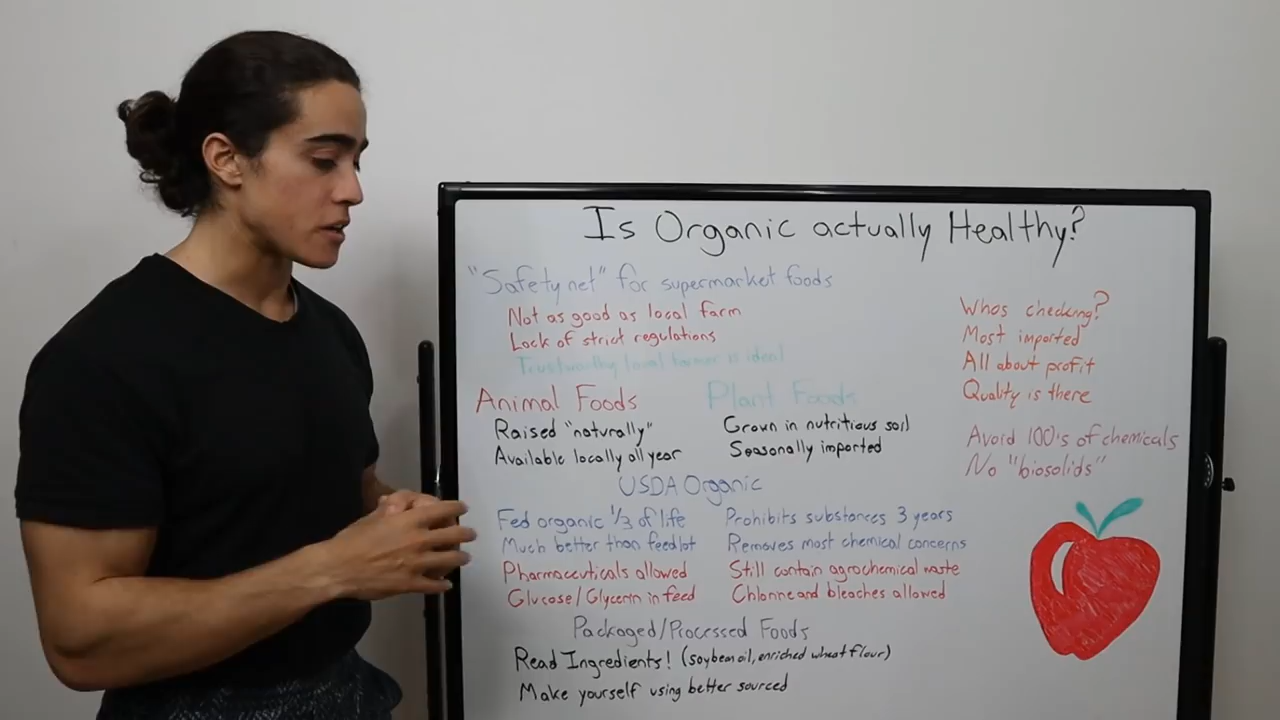 Is Organic actually Healthy?
"Safety net" for supermarket foods
Not as good as local farm
Lack of strict regulations
Trustworthy local farmer is ideal
Animal Foods
Raised "naturally"
Available locally all year
Plant Foods
Grown in nutritious soil
Seasonally imported
USDA Organic
Fed organic 1/3 of life
Much better than feedlot
Pharmaceuticals allowed
Glucose/Glycerin in feed
Prohibits substances 3 years
Removes most chemical concerns
Still contain agrochemical waste
Chlorine and bleaches allowed
Packaged/Processed Foods
Read Ingredients! (soybean oil, enriched wheat flour)
Make yourself using better sourced
Whos checking?
Most imported
All about profit
Quality is there
Avoid 100's of chemicals
No "biosolids"